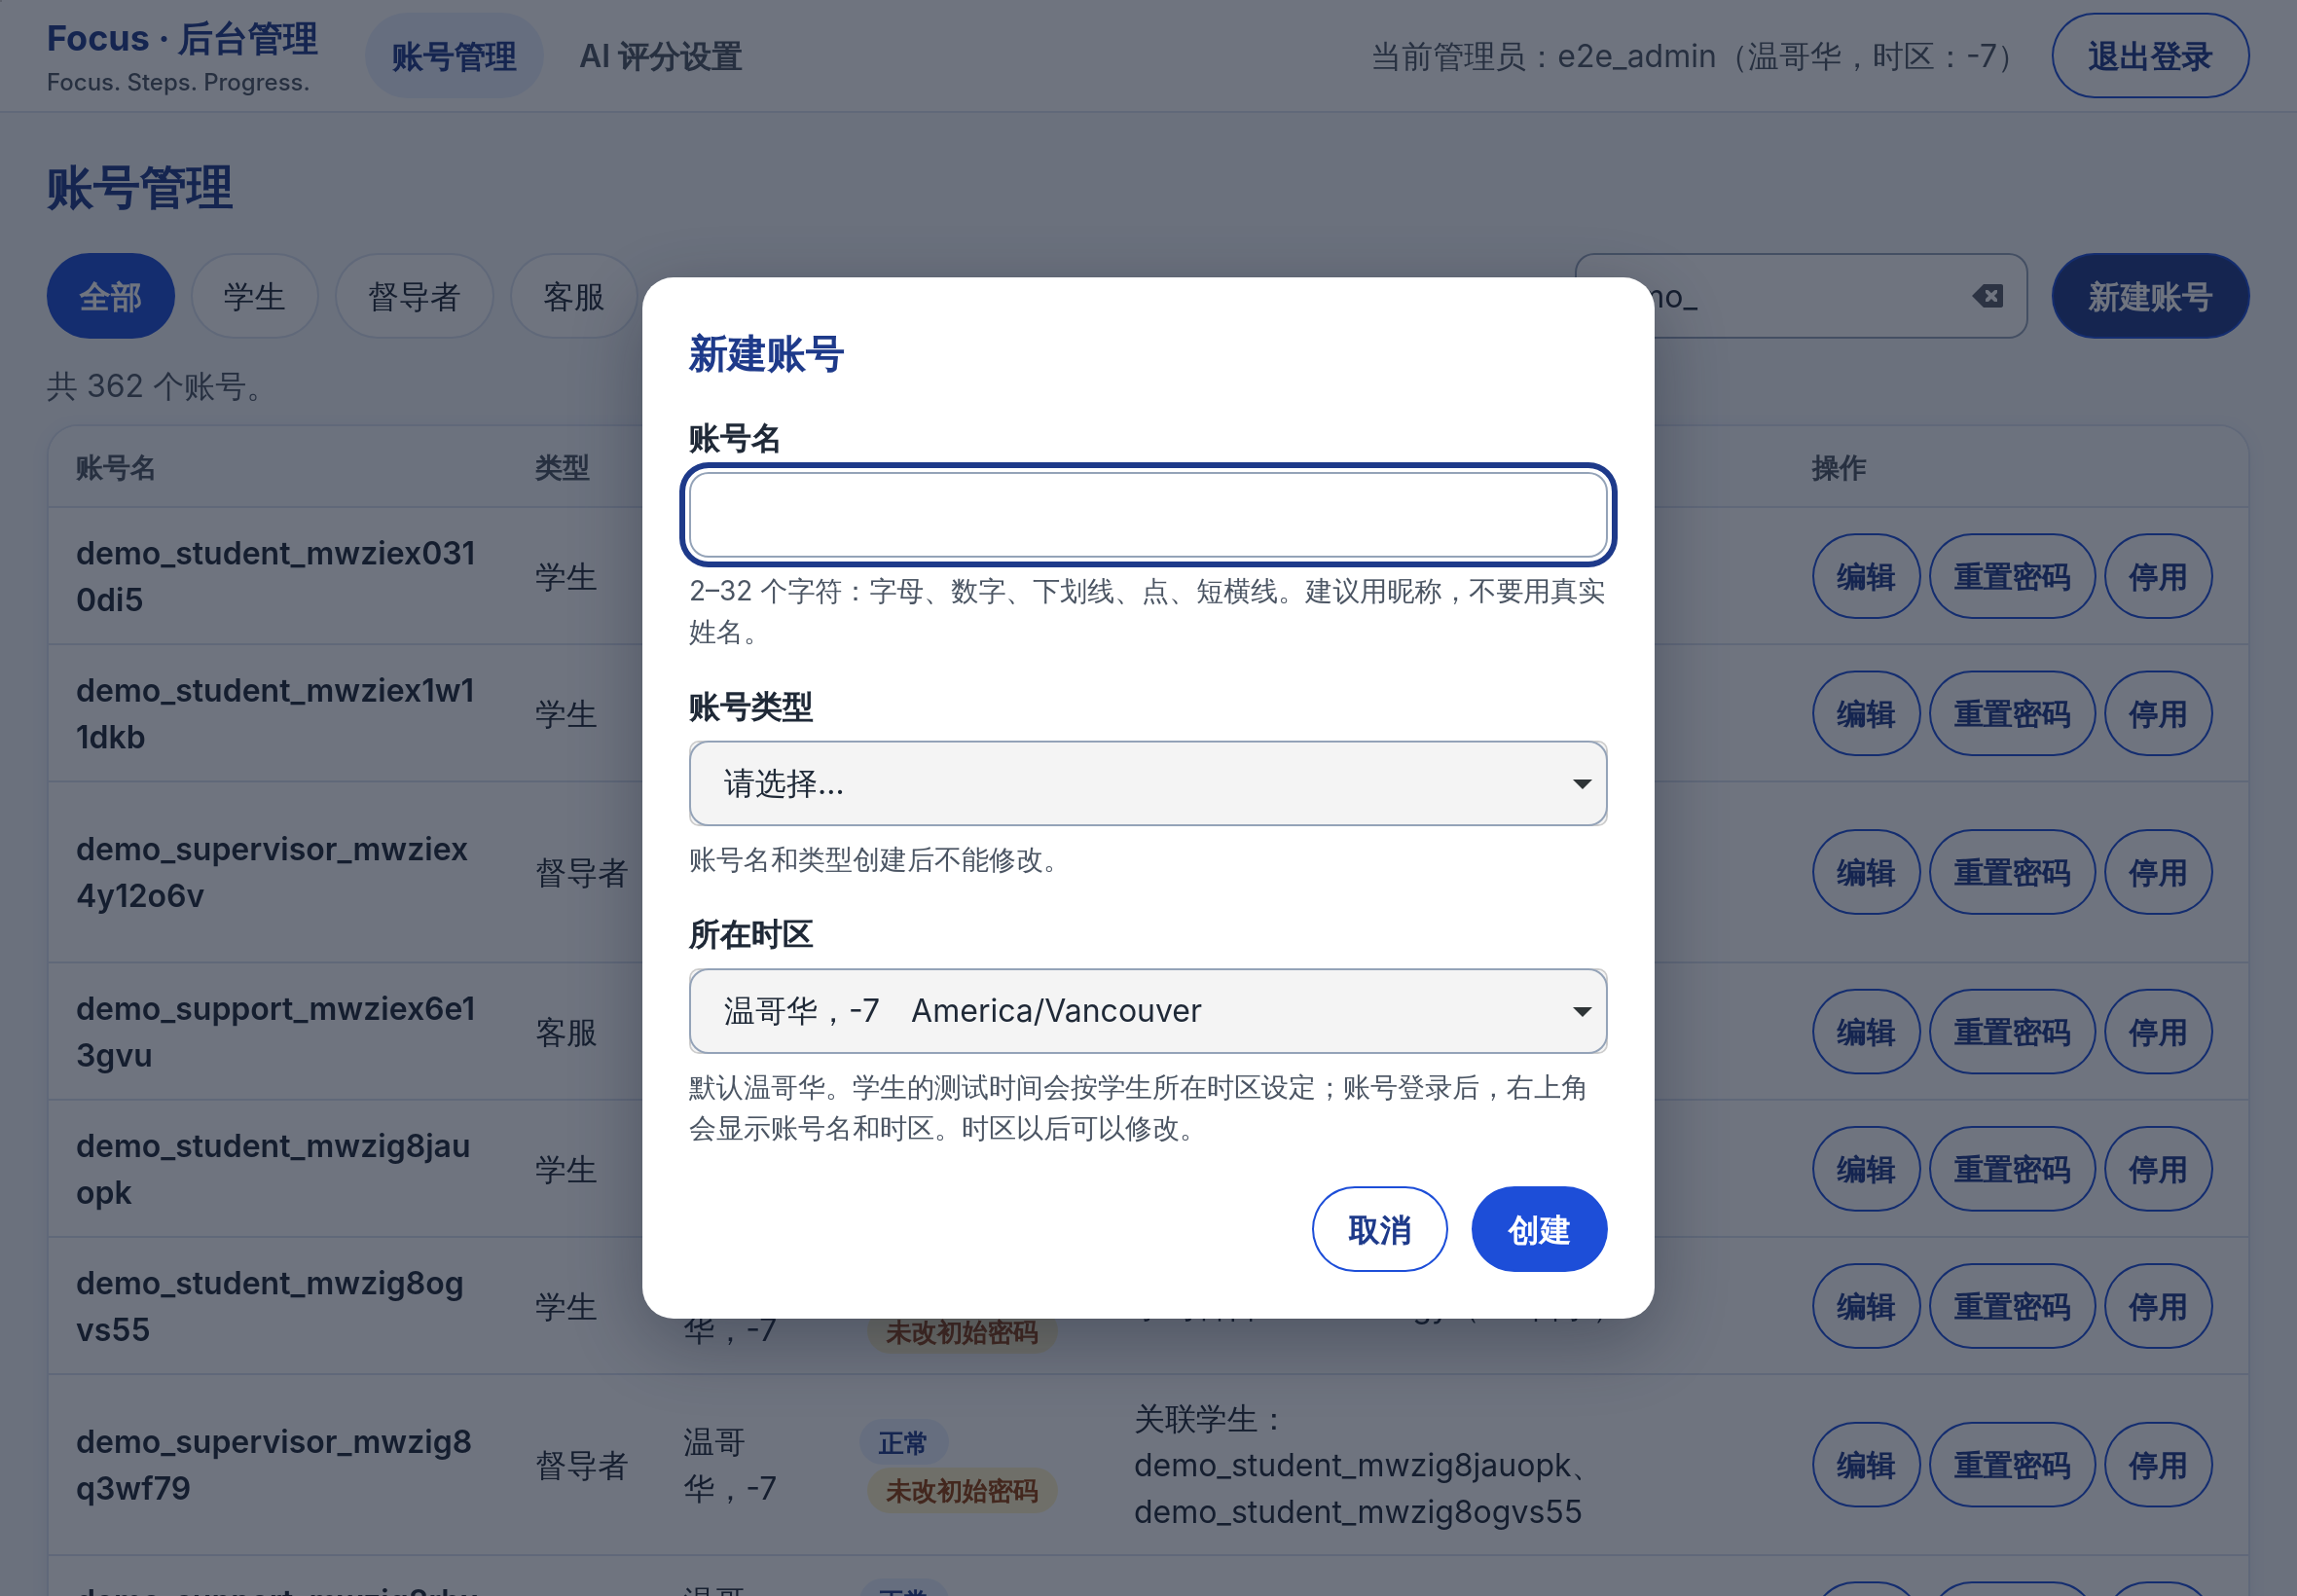 Focus · 后台管理
Focus. Steps. Progress.
账号管理
AI 评分设置
当前管理员：e2e_admin（温哥华，时区：-7）
退出登录
账号管理
全部
学生
督导者
客服
mo_
新建账号
共 362 个账号。
账号名
类型
操作
demo_student_mwziex031
0di5
学生
编辑
重置密码
停用
demo_student_mwziex1w1
1dkb
学生
编辑
重置密码
停用
demo_supervisor_mwziex
4y12o6v
督导者
编辑
重置密码
停用
demo_support_mwziex6e1
3gvu
客服
编辑
重置密码
停用
demo_student_mwzig8jau
opk
学生
编辑
重置密码
停用
demo_student_mwzig8og
vs55
学生
华，-7
未改初始密码
编辑
重置密码
停用
demo_supervisor_mwzig8
q3wf79
督导者
温哥
华，-7
正常
未改初始密码
关联学生：
demo_student_mwzig8jauopk、
demo_student_mwzig8ogvs55
编辑
重置密码
停用
温哥
正常
新建账号
账号名
2–32 个字符：字母、数字、下划线、点、短横线。建议用昵称，不要用真实
姓名。
账号类型
请选择...
账号名和类型创建后不能修改。
所在时区
温哥华，-7 America/Vancouver
默认温哥华。学生的测试时间会按学生所在时区设定；账号登录后，右上角
会显示账号名和时区。时区以后可以修改。
取消
创建